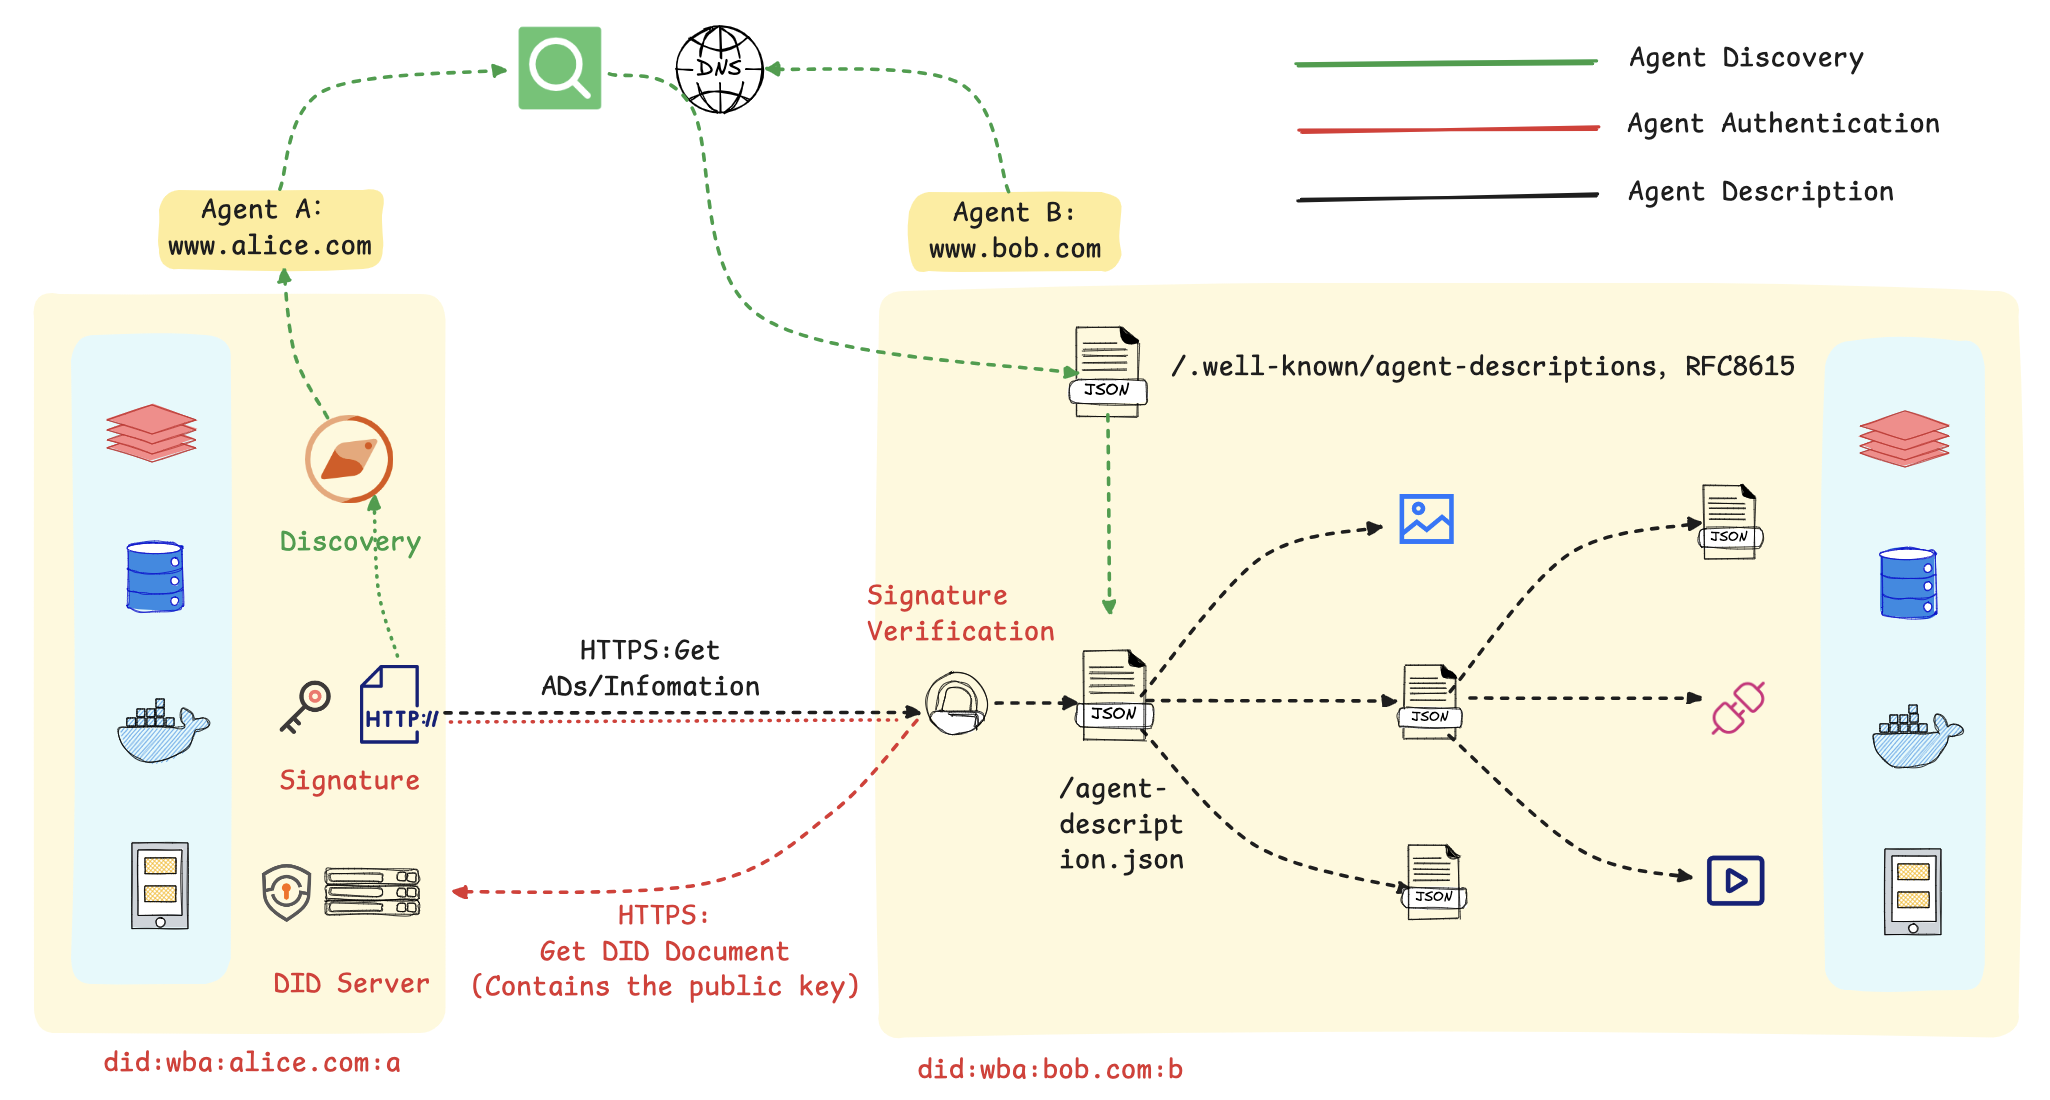 DNS
Agent Discovery
Agent Authentication
Agent Description
Agent A:
www.alice.com
Agent B:
www.bob.com
JSON
/.well-known/agent-descriptions, RFC8615
Discovery
JSON
Signature
Verification
HTTPS:Get
ADs/Infomation
HTTP://
JSON
JSON
Signature
/agent-
descript
ion.json
JSON
HTTPS:
Get DID Document
(Contains the public key)
DID Server
did:wba:alice.com:a
did:wba:bob.com:b